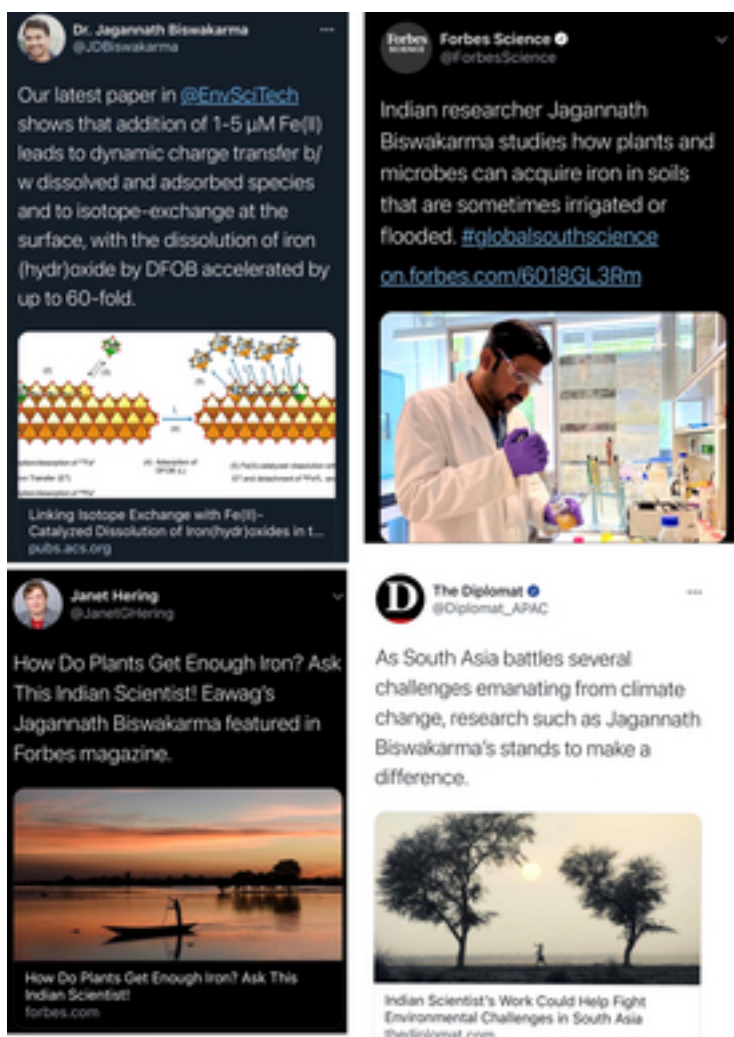 Dr. Jagannath Biswakarma
@JDBiswakarma
Our latest paper in @EnvSciTech
shows that addition of 1-5 µM Fe(II)
leads to dynamic charge transfer b/
w dissolved and adsorbed species
and to isotope-exchange at the
surface, with the dissolution of iron
(hydr)oxide by DFOB accelerated by
up to 60-fold.
Linking Isotope Exchange with Fe(II)-
Catalyzed Dissolution of Iron(hydr)oxides in t...
pubs.acs.org
Forbes
SCIENCE
Forbes Science
@ForbesScience
Indian researcher Jagannath
Biswakarma studies how plants and
microbes can acquire iron in soils
that are sometimes irrigated or
flooded. #globalsouthscience
on.forbes.com/6018GL3Rm
Janet Hering
@JanetGHering
How Do Plants Get Enough Iron? Ask
This Indian Scientist! Eawag's
Jagannath Biswakarma featured in
Forbes magazine.
How Do Plants Get Enough Iron? Ask This
Indian Scientist!
forbes.com
D
The Diplomat
@Diplomat_APAC
As South Asia battles several
challenges emanating from climate
change, research such as Jagannath
Biswakarma's stands to make a
difference.
Indian Scientist's Work Could Help Fight
Environmental Challenges in South Asia
thediplomat.com